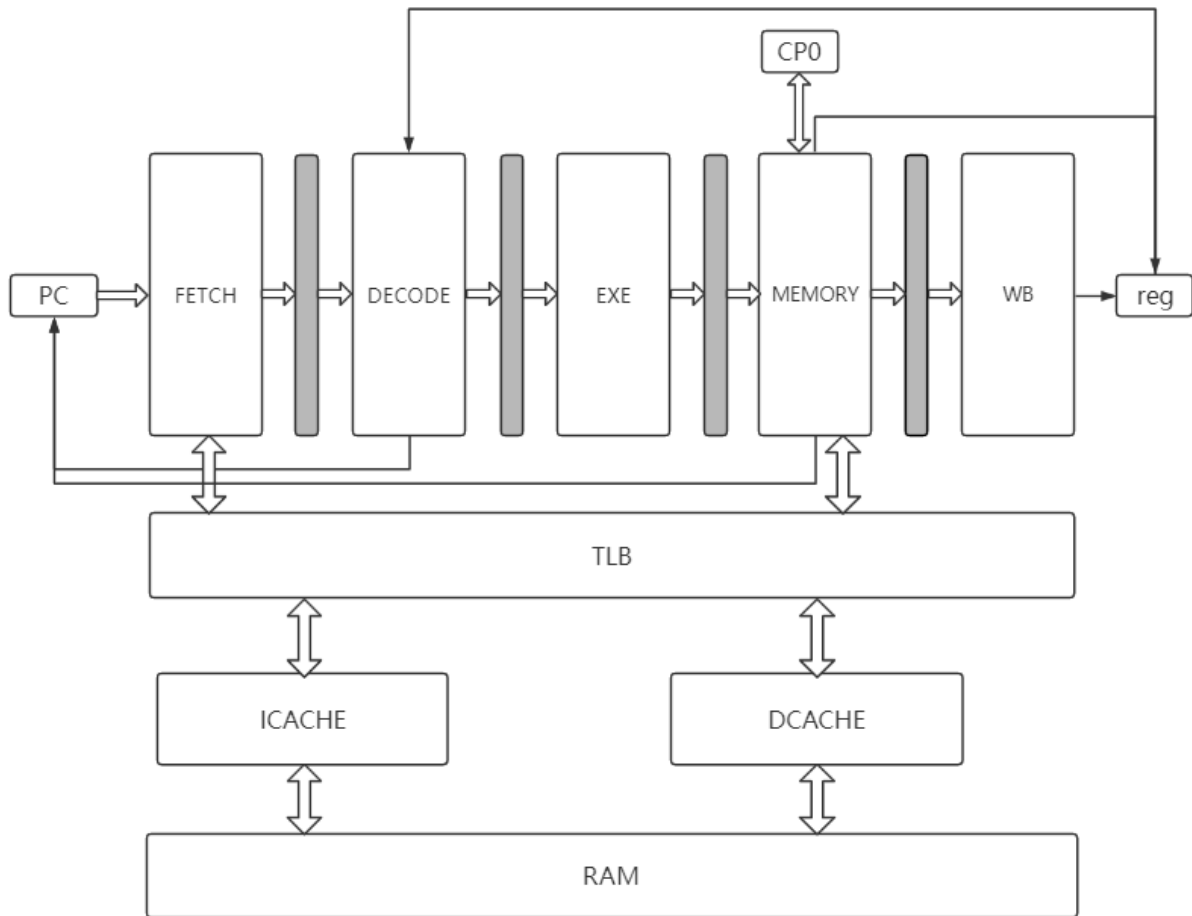 CP0
PC
FETCH
DECODE
EXE
MEMORY
WB
reg
TLB
ICACHE
DCACHE
RAM